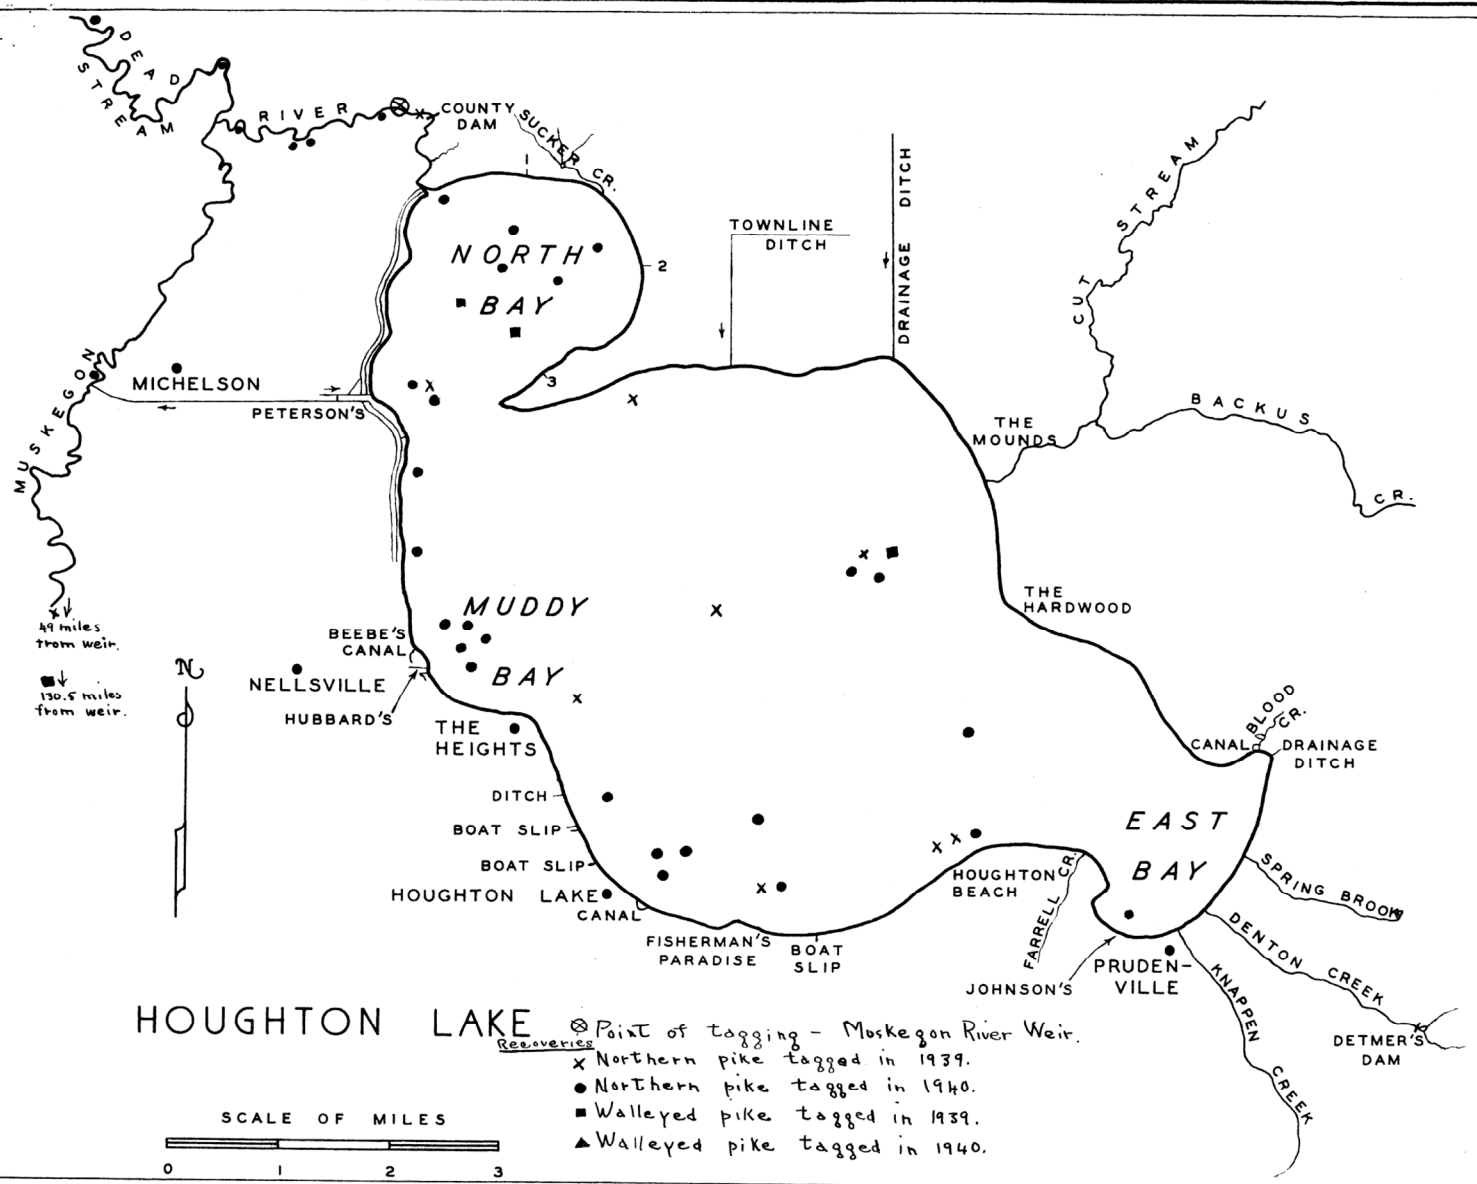 DEAD STREAM
RIVER
COUNTY
DAM
SUCKER CR.
TOWNLINE
DITCH
DRAINAGE DITCH
CUT STREAM
NORTH
BAY
2
3
MUSKEGON
MICHELSON
PETERSON'S
THE
MOUNDS
BACKUS CR.
49 miles
from weir.
130.5 miles
from weir.
N
BEEBE'S
CANAL
NELLSVILLE
HUBBARD'S
MUDDY
BAY
THE
HARDWOOD
THE
HEIGHTS
DITCH
BOAT SLIP
BOAT SLIP
HOUGHTON LAKE
CANAL
FISHERMAN'S
PARADISE
BOAT
SLIP
HOUGHTON
BEACH
FARRELL CR.
JOHNSON'S
PRUDEN-
VILLE
EAST
BAY
BLOOD
CR.
CANAL
DRAINAGE
DITCH
SPRING BROOK
DENTON CREEK
KNAPPEN CREEK
DETMER'S
DAM
HOUGHTON LAKE
Point of tagging - Muskegon River Weir.
Recoveries
x Northern pike tagged in 1939.
● Northern pike tagged in 1940.
■ Walleyed pike tagged in 1939.
▲ Walleyed pike tagged in 1940.
SCALE OF MILES
0 1 2 3